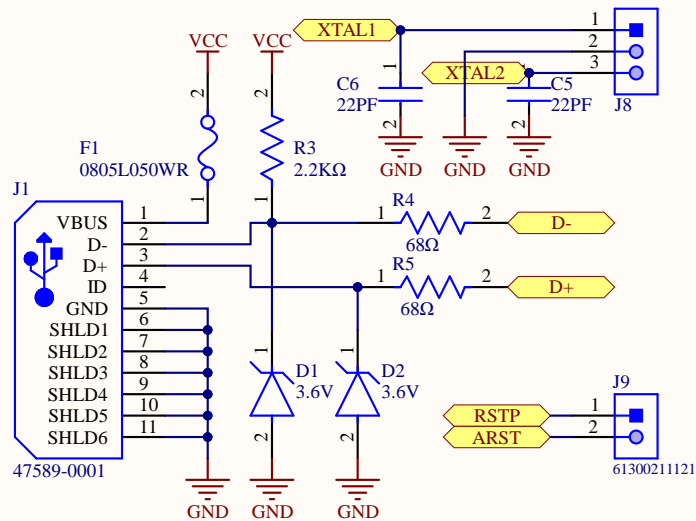 XTAL1
1
2
3
J8
VCC
VCC
XTAL2
1
C6
22PF
2
C5
22PF
2
GND
GND
GND
2
F1
0805L050WR
1
2
R3
2.2KΩ
1
J1
VBUS 1
D- 2
D+ 3
ID 4
GND 5
SHLD1 6
SHLD2 7
SHLD3 8
SHLD4 9
SHLD5 10
SHLD6 11
47589-0001
GND
R4
1 2
68Ω
D-
R5
1 2
68Ω
D+
1
D1
3.6V
2
GND
1
D2
3.6V
2
GND
J9
RSTP 1
ARST 2
61300211121